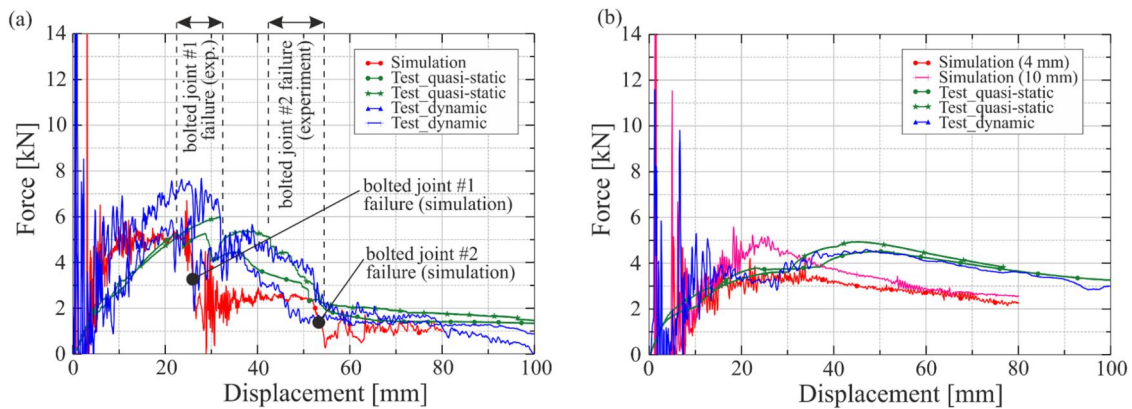 (a)
bolted joint #1
failure (exp.)
bolted joint #2 failure
(experiment)
Simulation
Test_quasi-static
Test_quasi-static
Test_dynamic
Test_dynamic
bolted joint #1
failure (simulation)
bolted joint #2
failure (simulation)
Force [kN]
14
12
10
8
6
4
2
0
0 20 40 60 80 100
Displacement [mm]
(b)
Simulation (4 mm)
Simulation (10 mm)
Test_quasi-static
Test_quasi-static
Test_dynamic
Force [kN]
14
12
10
8
6
4
2
0
0 20 40 60 80 100
Displacement [mm]